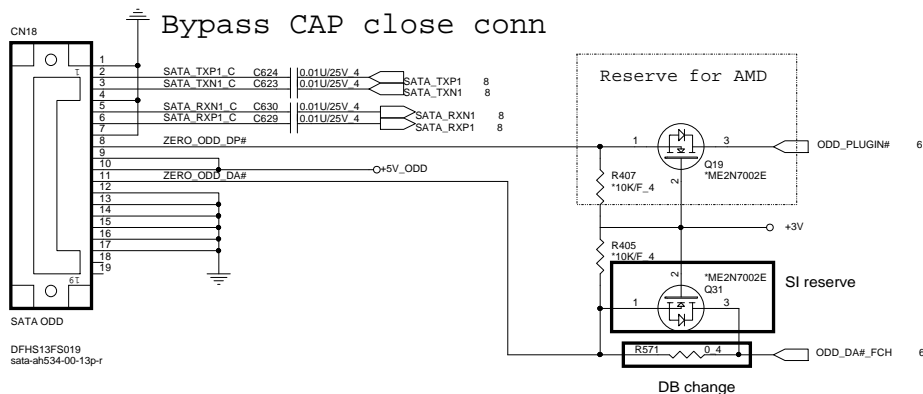 Bypass CAP close conn
CN18
1
1
2 SATA_TXP1_C C624 0.01U/25V_4 SATA_TXP1 8
3 SATA_TXN1_C C623 0.01U/25V_4 SATA_TXN1 8
4
5 SATA_RXN1_C C630 0.01U/25V_4 SATA_RXN1 8
6 SATA_RXP1_C C629 0.01U/25V_4 SATA_RXP1 8
7
8 ZERO_ODD_DP#
9
10 +5V_ODD
11 ZERO_ODD_DA#
12
13
14
15
16
17
18
19
19
SATA ODD
DFHS13FS019
sata-ah534-00-13p-r
Reserve for AMD
1 3 ODD_PLUGIN# 6
Q19
*ME2N7002E
2
R407
*10K/F_4
+3V
R405
*10K/F_4
2
*ME2N7002E
Q31
1 3
SI reserve
R571 0_4 ODD_DA#_FCH 6
DB change